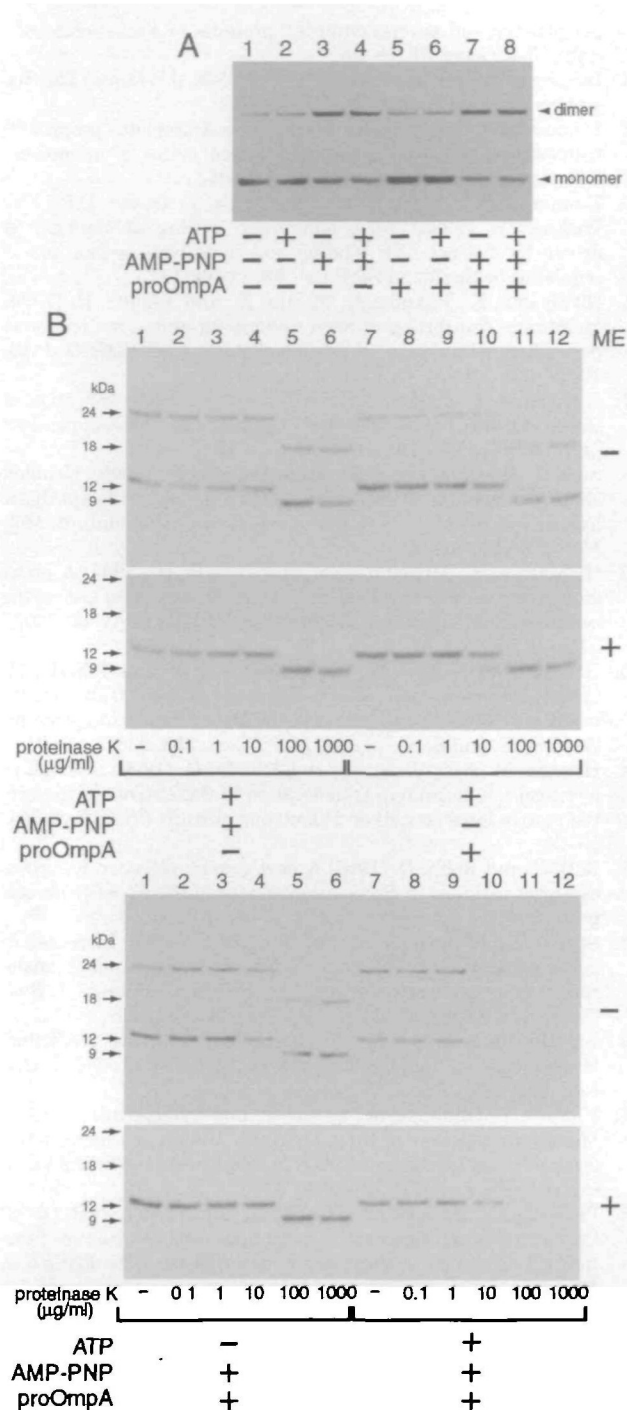 A
1 2 3 4 5 6 7 8
dimer
monomer
ATP − + − + − + − +
AMP-PNP − − + + − − + +
proOmpA − − − − + + + +
B
1 2 3 4 5 6 7 8 9 10 11 12 ME
kDa
24
18
−
12
9
24
18
12
+
9
proteinase K − 0.1 1 10 100 1000 − 0.1 1 10 100 1000
(μg/ml)
ATP + +
AMP-PNP + −
proOmpA − +
1 2 3 4 5 6 7 8 9 10 11 12
kDa
24
18
−
12
9
24
18
12
+
9
proteinase K − 0 1 1 10 100 1000 − 0.1 1 10 100 1000
(μg/ml)
ATP − +
AMP-PNP + +
proOmpA + +